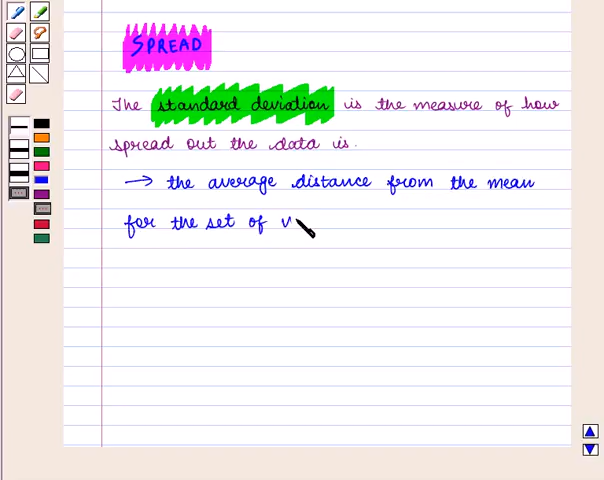 SPREAD
The standard deviation is the measure of how
spread out the data is.
→ the average distance from the mean
for the set of v